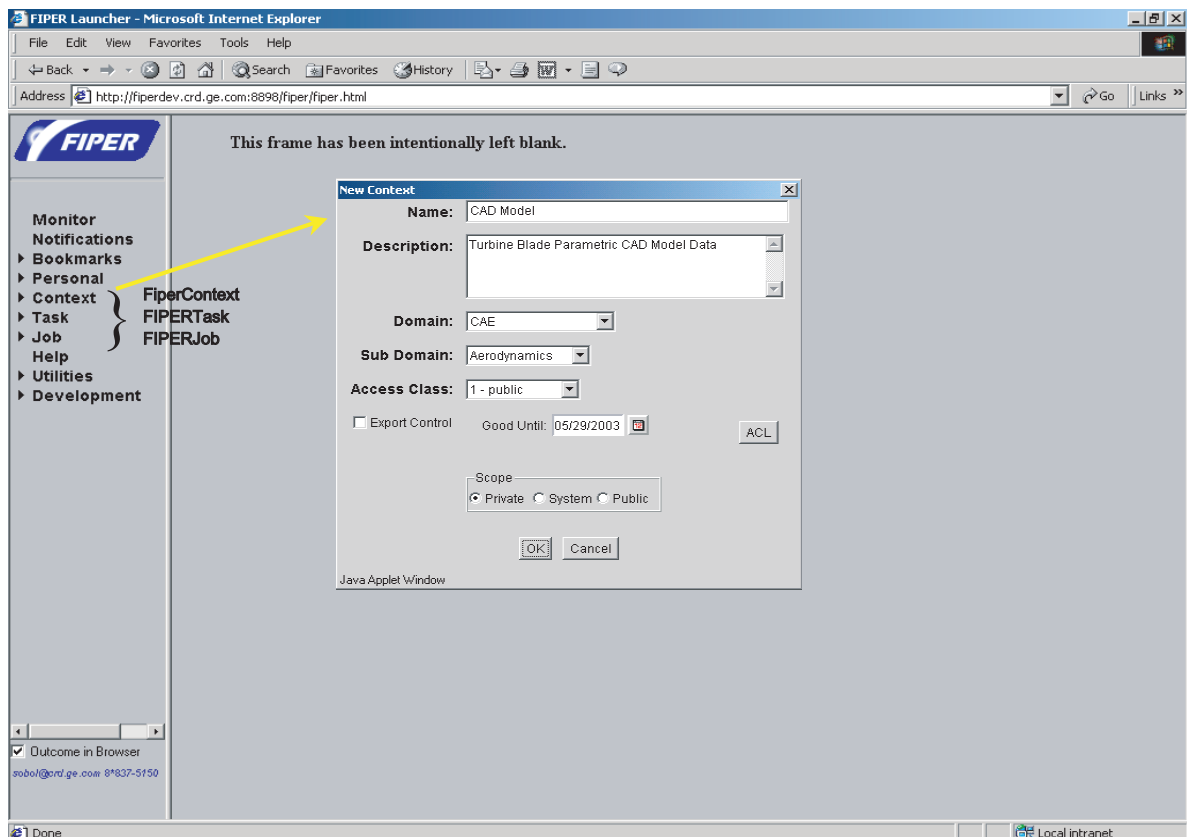 FIPER Launcher - Microsoft Internet Explorer
File Edit View Favorites Tools Help
Back Search Favorites History
Address http://fiperdev.crd.ge.com:8898/fiper/fiper.html Go Links »
FIPER
This frame has been intentionally left blank.
Monitor
Notifications
Bookmarks
Personal
Context
Task
Job
Help
Utilities
Development
FiperContext
FIPERTask
FIPERJob
New Context
Name: CAD Model
Description: Turbine Blade Parametric CAD Model Data
Domain: CAE
Sub Domain: Aerodynamics
Access Class: 1 - public
Export Control Good Until: 05/29/2003 ACL
Scope
Private System Public
OK Cancel
Java Applet Window
Outcome in Browser
sobol@crd.ge.com 8*837-5150
Done Local intranet